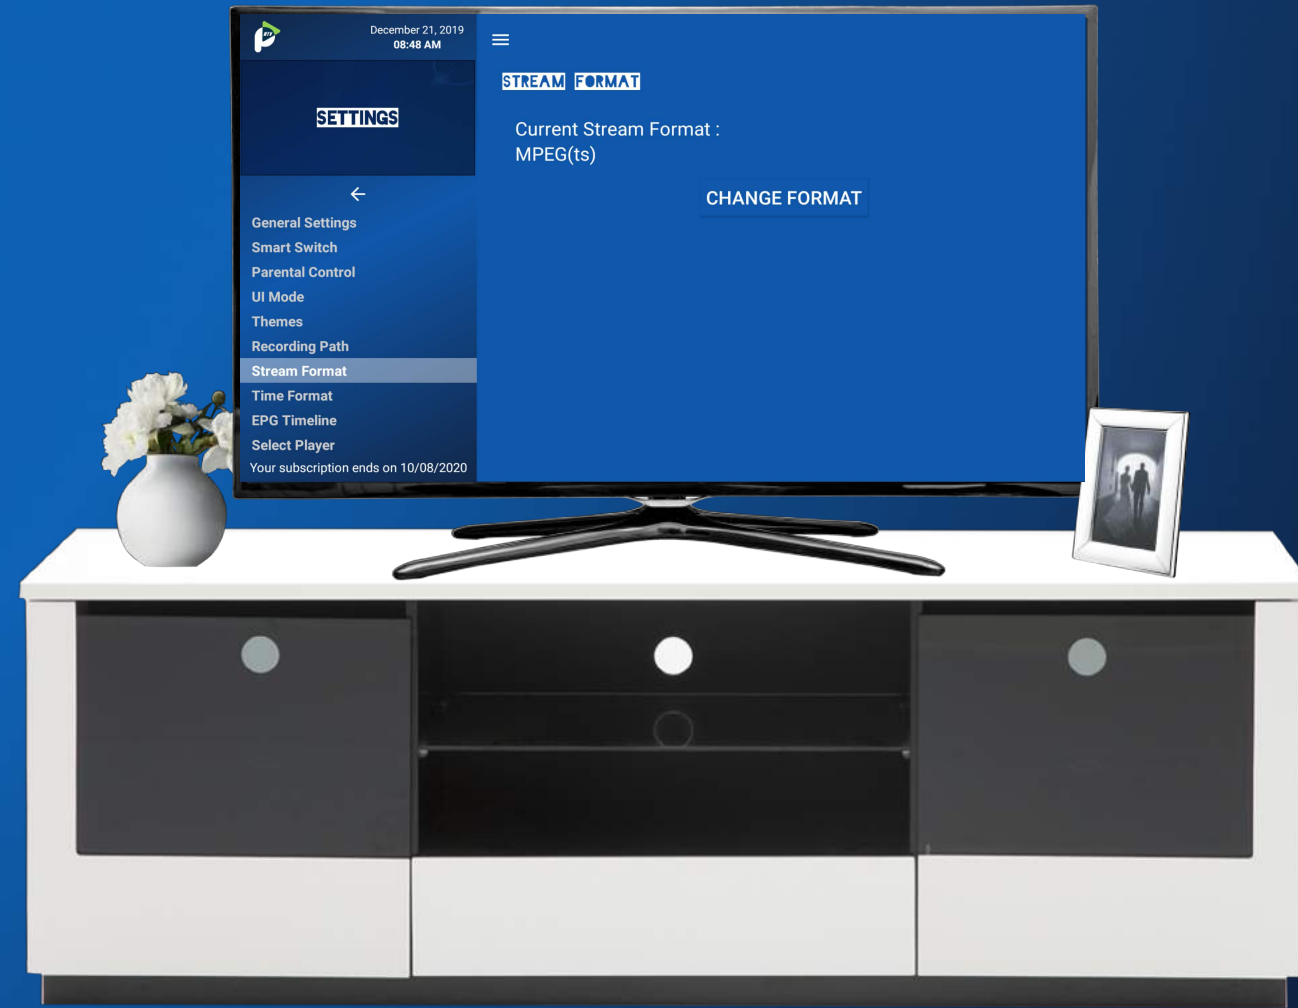 December 21, 2019
08:48 AM
SETTINGS
General Settings
Smart Switch
Parental Control
UI Mode
Themes
Recording Path
Stream Format
Time Format
EPG Timeline
Select Player
Your subscription ends on 10/08/2020
STREAM FORMAT
Current Stream Format :
MPEG(ts)
CHANGE FORMAT